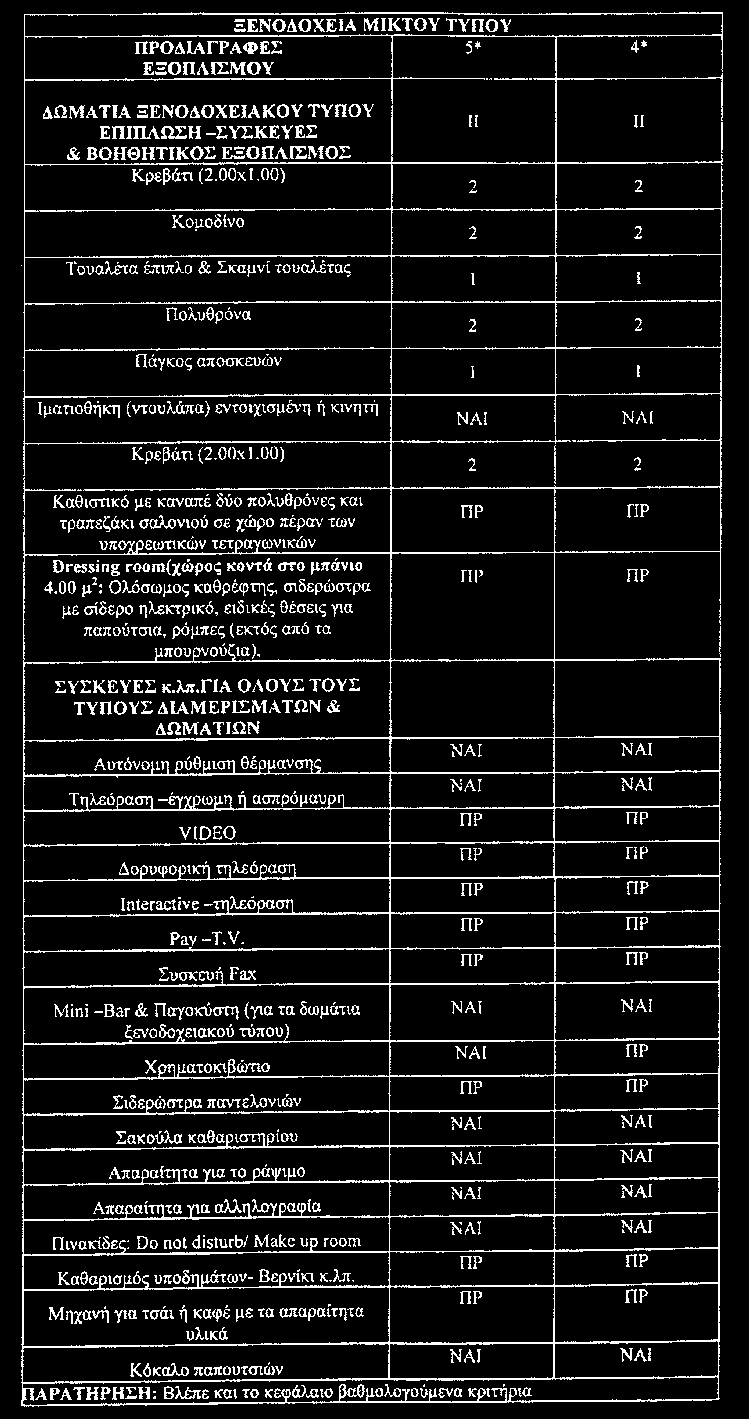 ΞΕΝΟΔΟΧΕΙΑ ΜΙΚΤΟΥ ΤΥΠΟΥ
ΠΡΟΔΙΑΓΡΑΦΕΣ 5* 4*
ΕΞΟΠΛΙΣΜΟΥ
ΔΩΜΑΤΙΑ ΞΕΝΟΔΟΧΕΙΑΚΟΥ ΤΥΠΟΥ
ΕΠΙΠΛΩΣΗ –ΣΥΣΚΕΥΕΣ II II
& ΒΟΗΘΗΤΙΚΟΣ ΕΞΟΠΛΙΣΜΟΣ
Κρεβάτι (2.00x1.00) 2 2
Κομοδίνο 2 2
Τουαλέτα έπιπλο & Σκαμνί τουαλέτας 1 1
Πολυθρόνα 2 2
Πάγκος αποσκευών 1 1
Ιματιοθήκη (ντουλάπα) εντοιχισμένη ή κινητή ΝΑΙ ΝΑΙ
Κρεβάτι (2.00x1.00) 2 2
Καθιστικό με καναπέ δύο πολυθρόνες και ΠΡ ΠΡ
τραπεζάκι σαλονιού σε χώρο πέραν των
υποχρεωτικών τετραγωνικών
Dressing room(χώρος κοντά στο μπάνιο ΠΡ ΠΡ
4.00 μ²: Ολόσωμος καθρέφτης, σιδερώστρα
με σίδερο ηλεκτρικό, ειδικές θέσεις για
παπούτσια, ρόμπες (εκτός από τα
μπουρνούζια).
ΣΥΣΚΕΥΕΣ κ.λπ.ΓΙΑ ΟΛΟΥΣ ΤΟΥΣ
ΤΥΠΟΥΣ ΔΙΑΜΕΡΙΣΜΑΤΩΝ &
ΔΩΜΑΤΙΩΝ
Αυτόνομη ρύθμιση θέρμανσης ΝΑΙ ΝΑΙ
Τηλεόραση –έγχρωμη ή ασπρόμαυρη ΝΑΙ ΝΑΙ
VIDEO ΠΡ ΠΡ
Δορυφορική τηλεόραση ΠΡ ΠΡ
Interactive –τηλεόραση ΠΡ ΠΡ
Pay –T.V. ΠΡ ΠΡ
Συσκευή Fax ΠΡ ΠΡ
Mini –Bar & Παγοκύστη (για τα δωμάτια ΝΑΙ ΝΑΙ
ξενοδοχειακού τύπου)
Χρηματοκιβώτιο ΝΑΙ ΠΡ
Σιδερώστρα παντελονιών ΠΡ ΠΡ
Σακούλα καθαριστηρίου ΝΑΙ ΝΑΙ
Απαραίτητα για το ράψιμο ΝΑΙ ΝΑΙ
Απαραίτητα για αλληλογραφία ΝΑΙ ΝΑΙ
Πινακίδες: Do not disturb/ Make up room ΝΑΙ ΝΑΙ
Καθαρισμός υποδημάτων- Βερνίκι κ.λπ. ΠΡ ΠΡ
Μηχανή για τσάι ή καφέ με τα απαραίτητα ΠΡ ΠΡ
υλικά
Κόκαλο παπουτσιών ΝΑΙ ΝΑΙ
ΠΑΡΑΤΗΡΗΣΗ: Βλέπε και το κεφάλαιο βαθμολογούμενα κριτήρια